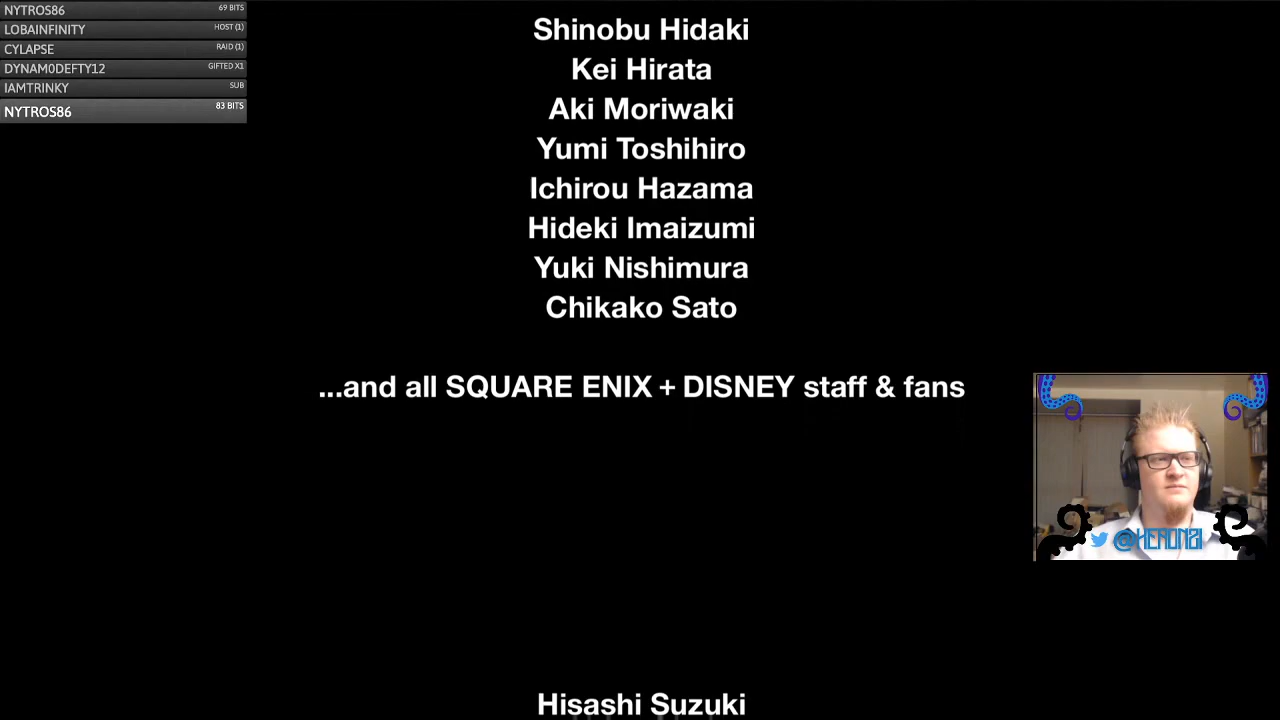 NYTROS86 69 BITS
LOBAINFINITY HOST (1)
CYLAPSE RAID (1)
DYNAM0DEFTY12 GIFTED X1
IAMTRINKY SUB
NYTROS86 83 BITS
Shinobu Hidaki
Kei Hirata
Aki Moriwaki
Yumi Toshihiro
Ichirou Hazama
Hideki Imaizumi
Yuki Nishimura
Chikako Sato
...and all SQUARE ENIX + DISNEY staff & fans
Hisashi Suzuki